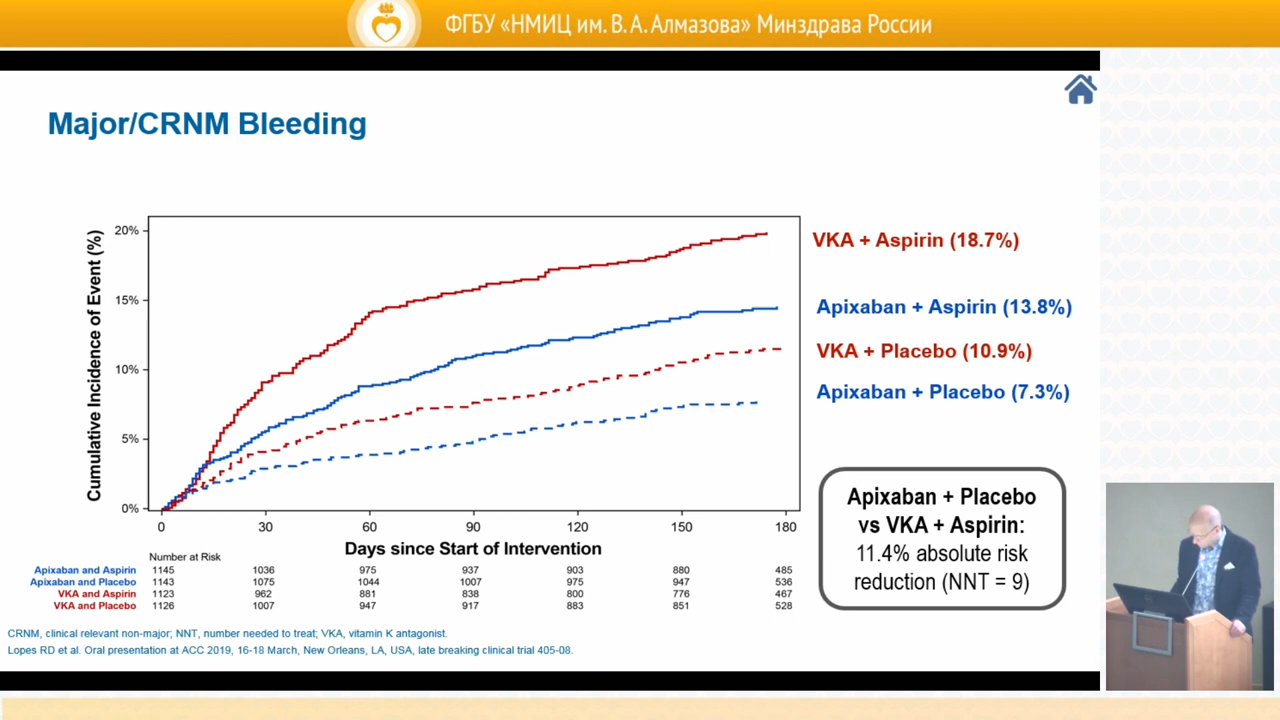 ФГБУ «НМИЦ им. В. А. Алмазова» Минздрава России
Major/CRNM Bleeding
Cumulative Incidence of Event (%)
20%
15%
10%
5%
0%
0 30 60 90 120 150 180
Days since Start of Intervention
VKA + Aspirin (18.7%)
Apixaban + Aspirin (13.8%)
VKA + Placebo (10.9%)
Apixaban + Placebo (7.3%)
Apixaban + Placebo
vs VKA + Aspirin:
11.4% absolute risk
reduction (NNT = 9)
Number at Risk
Apixaban and Aspirin 1145 1036 975 937 903 880 485
Apixaban and Placebo 1143 1075 1044 1007 975 947 536
VKA and Aspirin 1123 962 881 838 800 776 467
VKA and Placebo 1126 1007 947 917 883 851 528
CRNM, clinical relevant non-major; NNT, number needed to treat; VKA, vitamin K antagonist.
Lopes RD et al. Oral presentation at ACC 2019, 16-18 March, New Orleans, LA, USA, late breaking clinical trial 405-08.